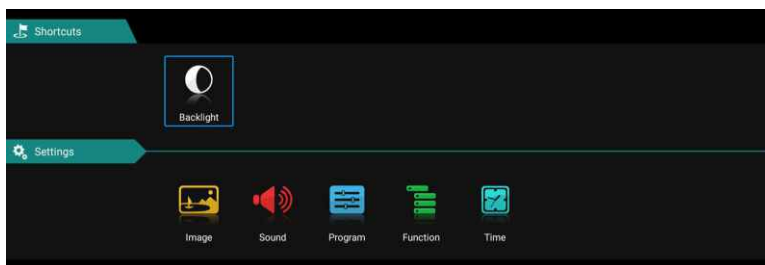 Shortcuts
Backlight
Settings
Image Sound Program Function Time